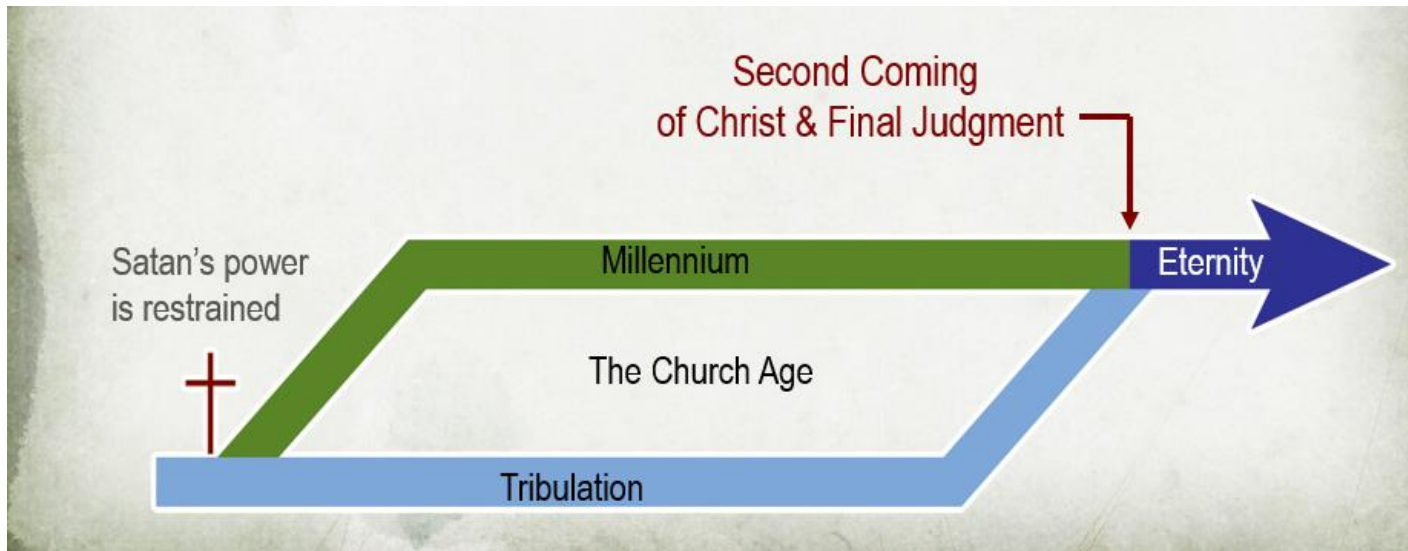 Second Coming
of Christ & Final Judgment
Satan’s power
is restrained
Millennium
Eternity
The Church Age
Tribulation